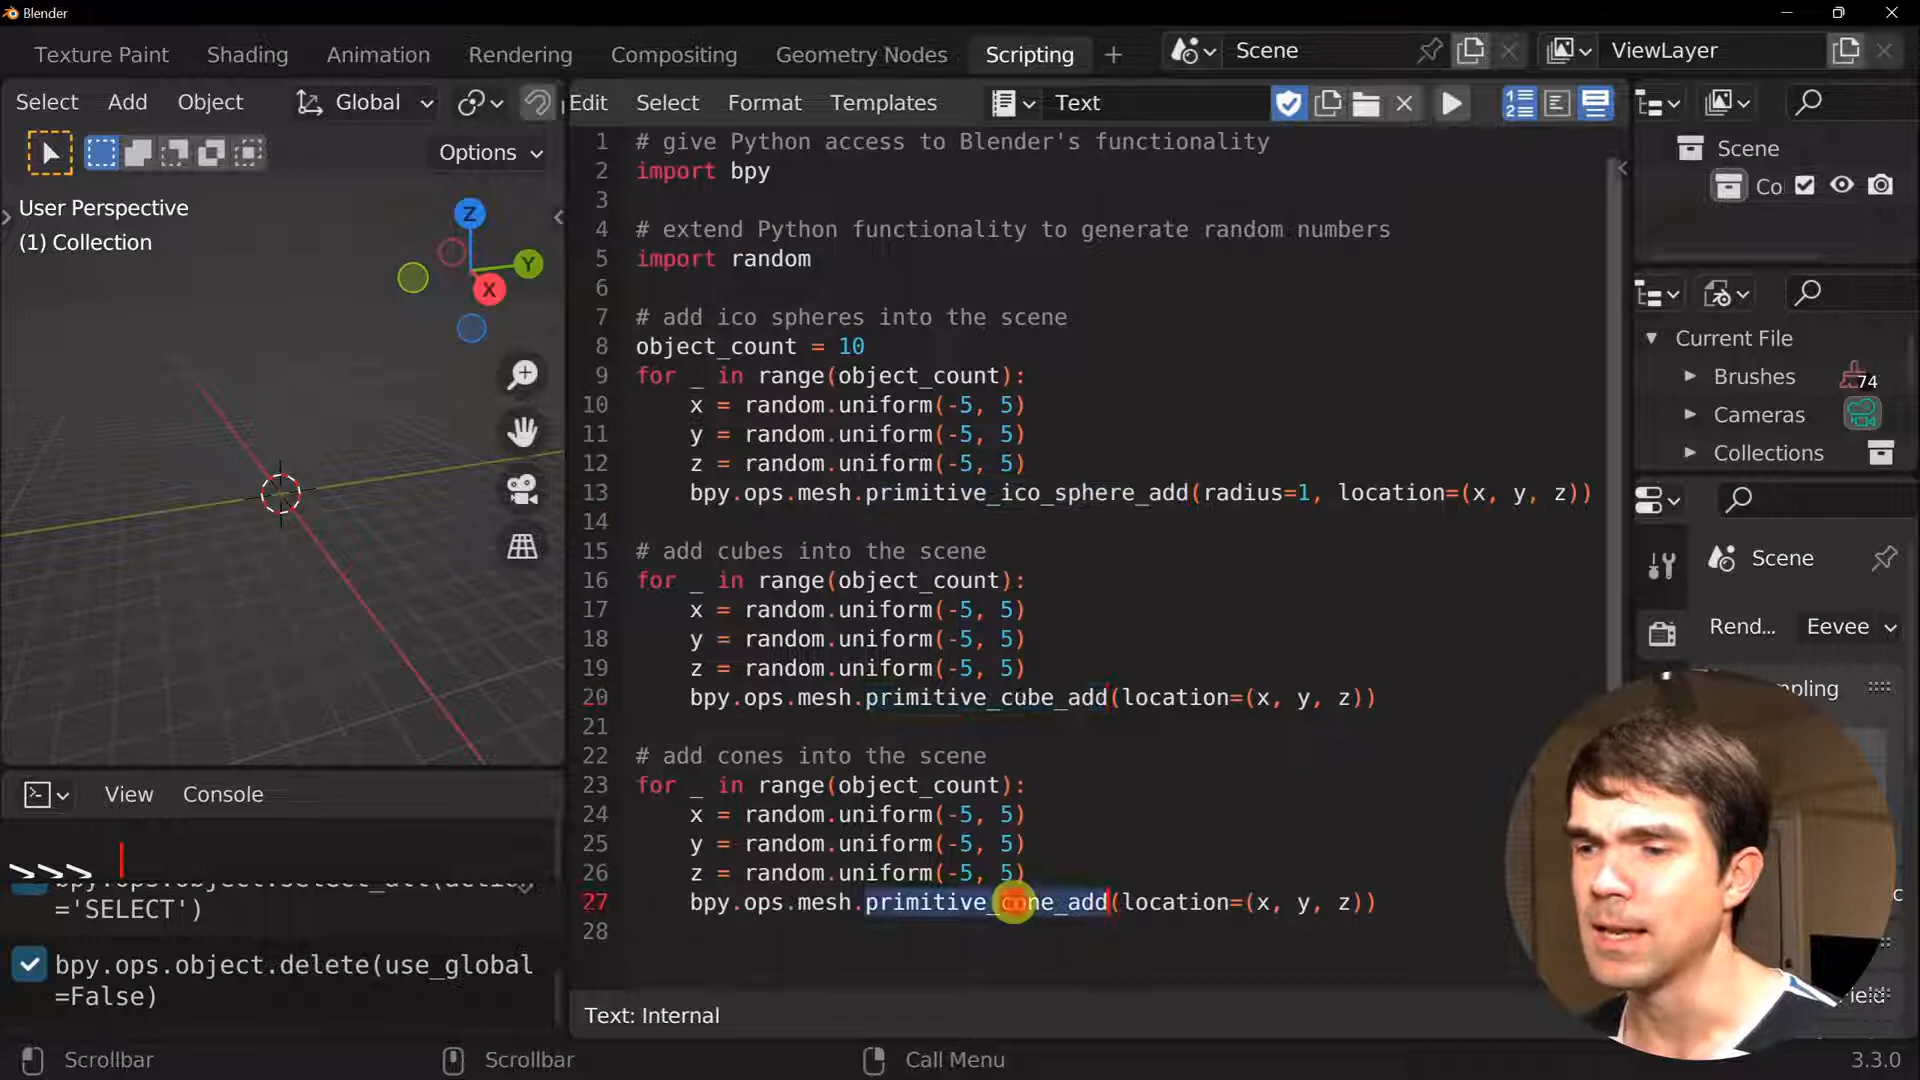 Blender
Texture Paint Shading Animation Rendering Compositing Geometry Nodes Scripting + Scene ViewLayer
Select Add Object Global
Options
User Perspective
(1) Collection
Z
Y
X
Edit Select Format Templates Text
1 # give Python access to Blender's functionality
2 import bpy
3
4 # extend Python functionality to generate random numbers
5 import random
6
7 # add ico spheres into the scene
8 object_count = 10
9 for _ in range(object_count):
10 x = random.uniform(-5, 5)
11 y = random.uniform(-5, 5)
12 z = random.uniform(-5, 5)
13 bpy.ops.mesh.primitive_ico_sphere_add(radius=1, location=(x, y, z))
14
15 # add cubes into the scene
16 for _ in range(object_count):
17 x = random.uniform(-5, 5)
18 y = random.uniform(-5, 5)
19 z = random.uniform(-5, 5)
20 bpy.ops.mesh.primitive_cube_add(location=(x, y, z))
21
22 # add cones into the scene
23 for _ in range(object_count):
24 x = random.uniform(-5, 5)
25 y = random.uniform(-5, 5)
26 z = random.uniform(-5, 5)
27 bpy.ops.mesh.primitive_cone_add(location=(x, y, z))
28
Text: Internal
View Console
>>>
='SELECT')
bpy.ops.object.delete(use_global
=False)
Scene
Co
Current File
Brushes 74
Cameras
Collections
Scene
Rend... Eevee
Scrollbar Scrollbar Call Menu 3.3.0